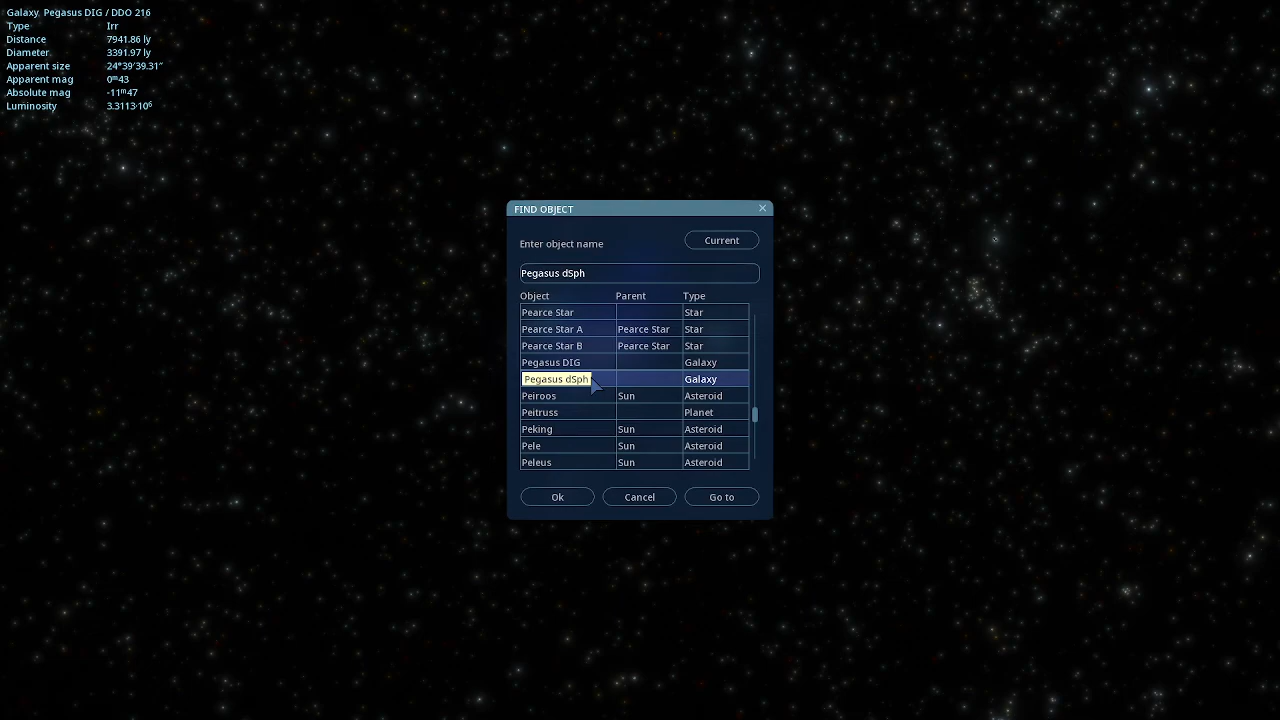 Galaxy Pegasus DIG / DDO 216
Type Irr
Distance 7941.86 ly
Diameter 3391.97 ly
Apparent size 24°39'39.31"
Apparent mag 0ᵐ43
Absolute mag -11ᵐ47
Luminosity 3.3113·10⁶
FIND OBJECT
Enter object name Current
Pegasus dSph
Object Parent Type
Pearce Star Star
Pearce Star A Pearce Star Star
Pearce Star B Pearce Star Star
Pegasus DIG Galaxy
Pegasus dSph Galaxy
Peiroos Sun Asteroid
Peitruss Planet
Peking Sun Asteroid
Pele Sun Asteroid
Peleus Sun Asteroid
Ok Cancel Go to